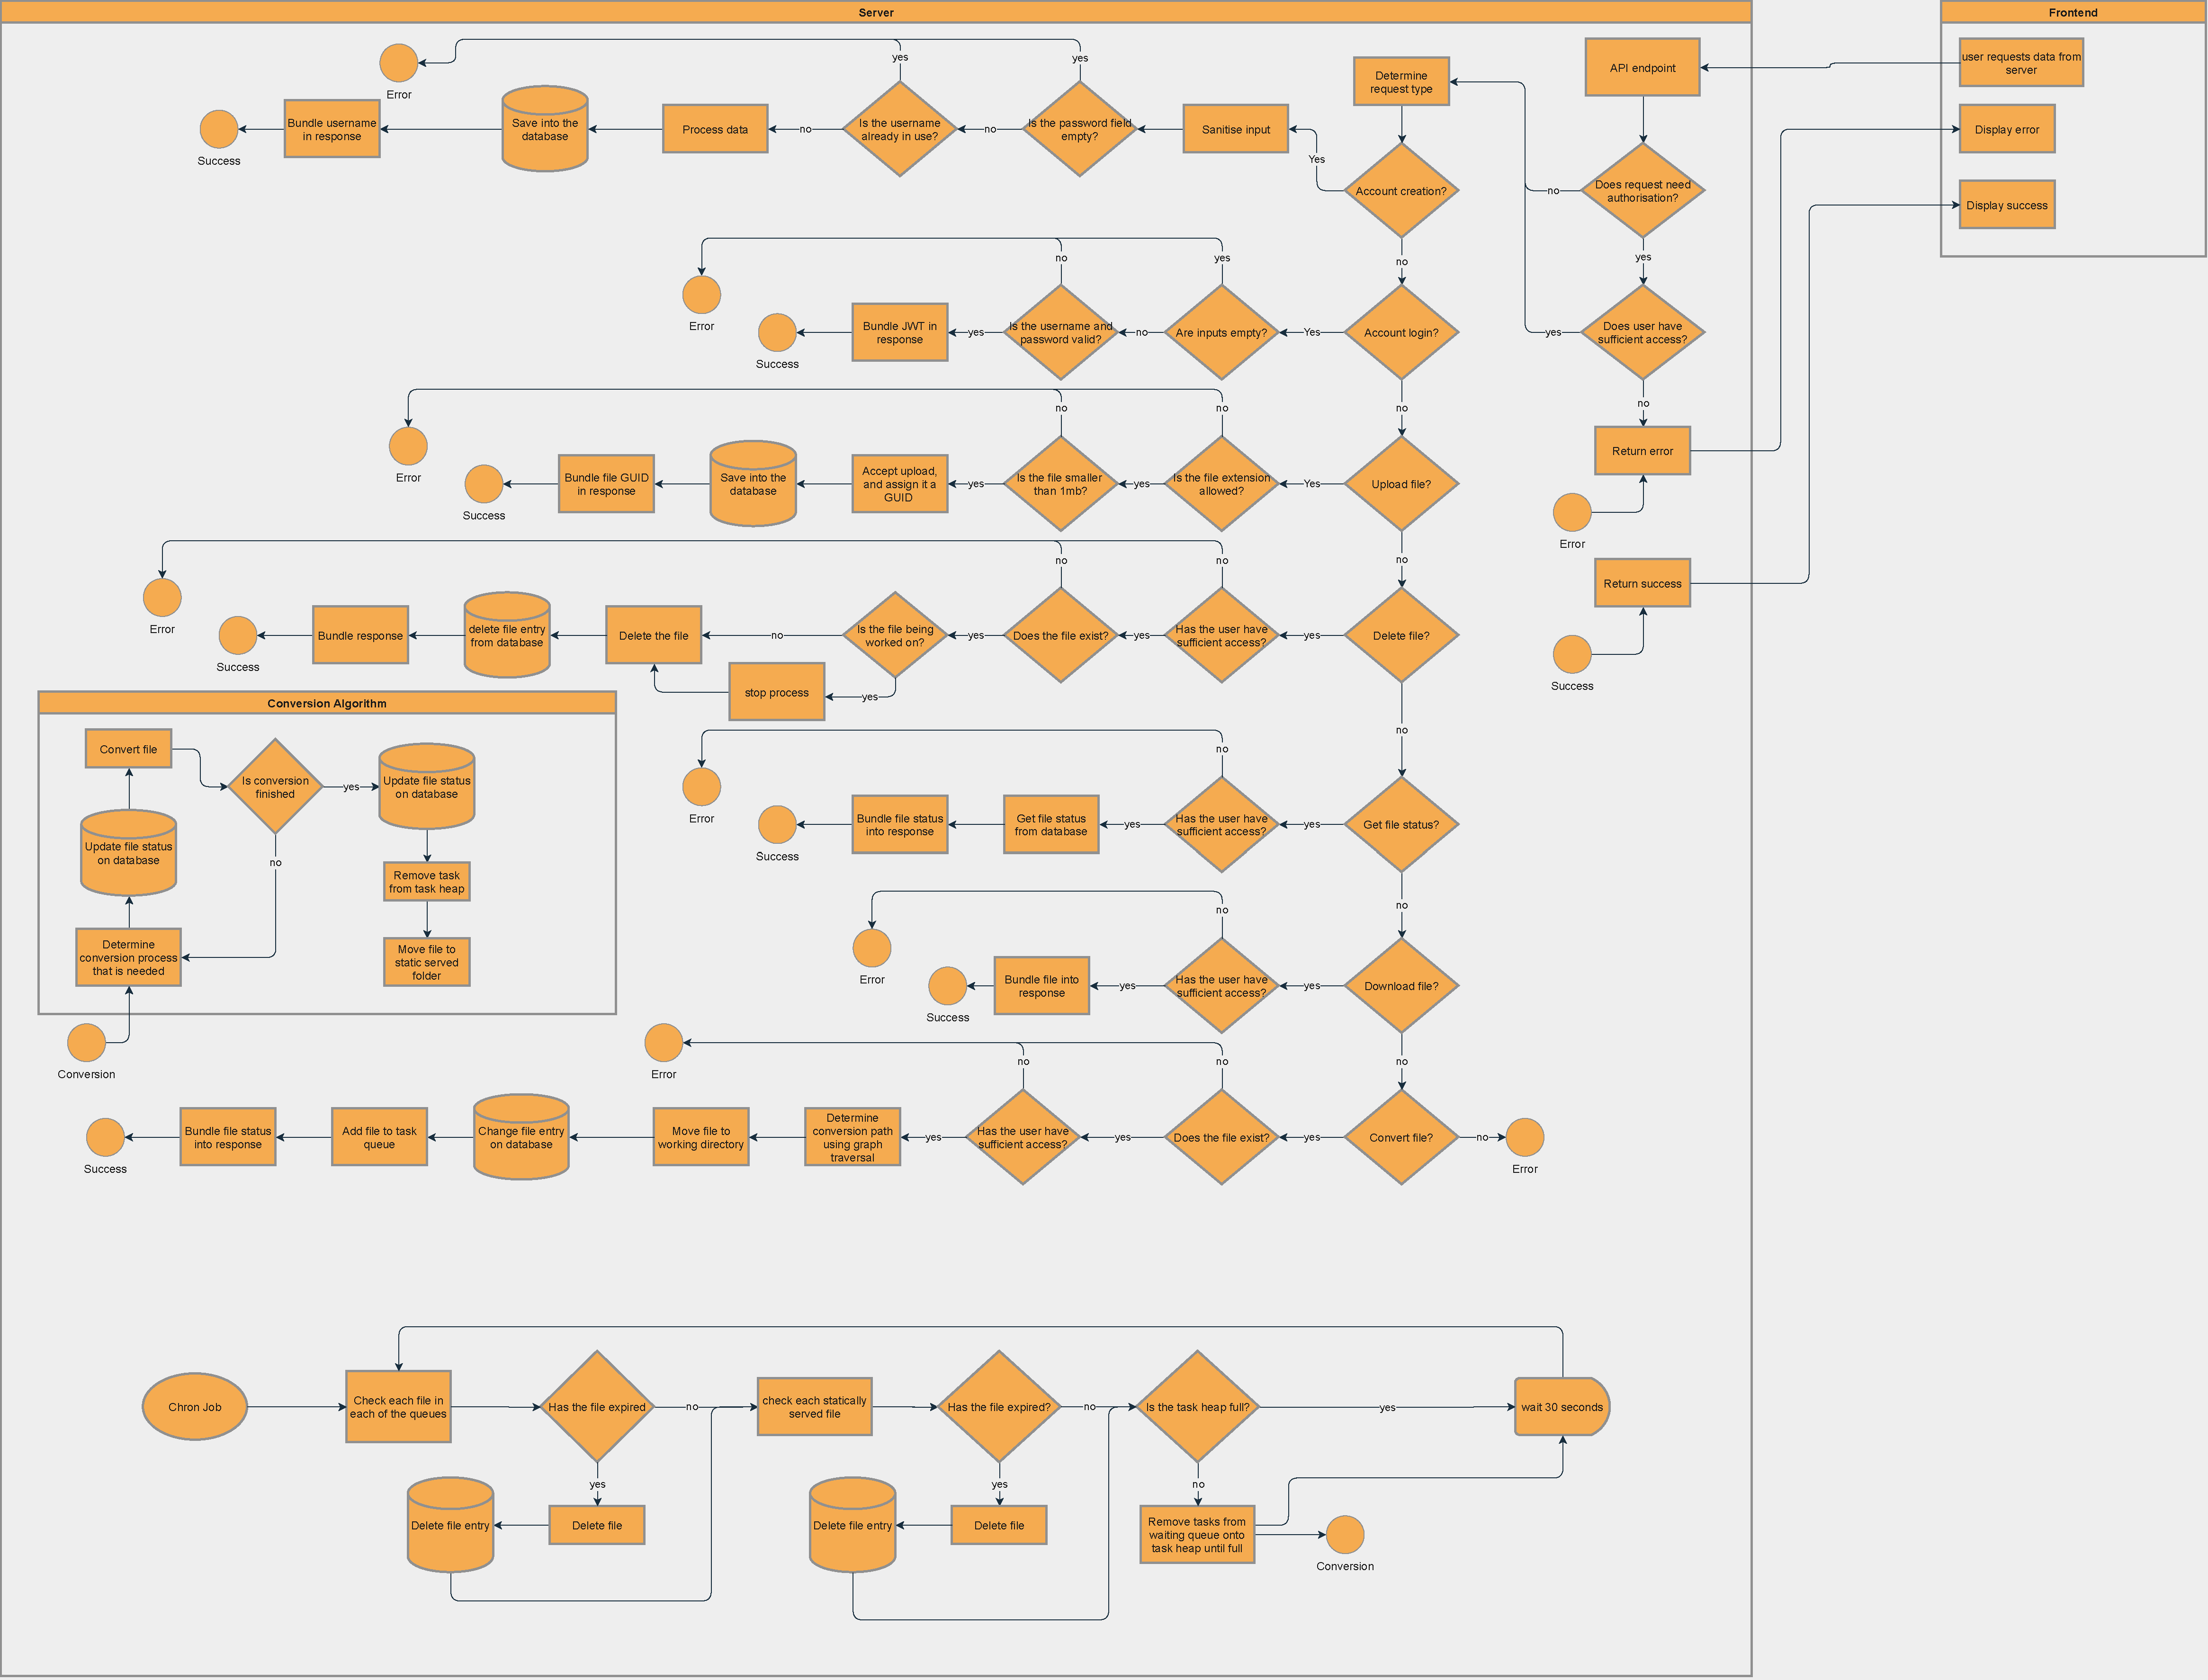 Server
Frontend
user requests data from
server
Display error
Display success
API endpoint
Does request need
authorisation?
no
yes
Does user have
sufficient access?
yes
no
Return error
Error
Return success
Success
Determine
request type
Account creation?
Yes
Sanitise input
Is the password field
empty?
yes
no
Is the username
already in use?
yes
no
Process data
Save into the
database
Bundle username
in response
Success
Error
no
Account login?
Yes
Are inputs empty?
yes
no
Is the username and
password valid?
no
yes
Bundle JWT in
response
Success
Error
no
Upload file?
Yes
Is the file extension
allowed?
no
yes
Is the file smaller
than 1mb?
no
yes
Accept upload,
and assign it a
GUID
Save into the
database
Bundle file GUID
in response
Success
Error
no
Delete file?
yes
Has the user have
sufficient access?
no
yes
Does the file exist?
no
yes
Is the file being
worked on?
no
yes
stop process
Delete the file
delete file entry
from database
Bundle response
Success
Error
no
Get file status?
yes
Has the user have
sufficient access?
no
yes
Get file status
from database
Bundle file status
into response
Success
Error
no
Download file?
yes
Has the user have
sufficient access?
no
yes
Bundle file into
response
Success
Error
no
Convert file?
no
Error
yes
Does the file exist?
no
yes
Has the user have
sufficient access?
no
yes
Determine
conversion path
using graph
traversal
Move file to
working directory
Change file entry
on database
Add file to task
queue
Bundle file status
into response
Success
Error
Conversion Algorithm
Convert file
Is conversion
finished
yes
no
Update file status
on database
Update file status
on database
Remove task
from task heap
Determine
conversion process
that is needed
Move file to
static served
folder
Conversion
Chron Job
Check each file in
each of the queues
Has the file expired
no
yes
Delete file
Delete file entry
check each statically
served file
Has the file expired?
no
yes
Delete file
Delete file entry
Is the task heap full?
yes
no
Remove tasks from
waiting queue onto
task heap until full
Conversion
wait 30 seconds